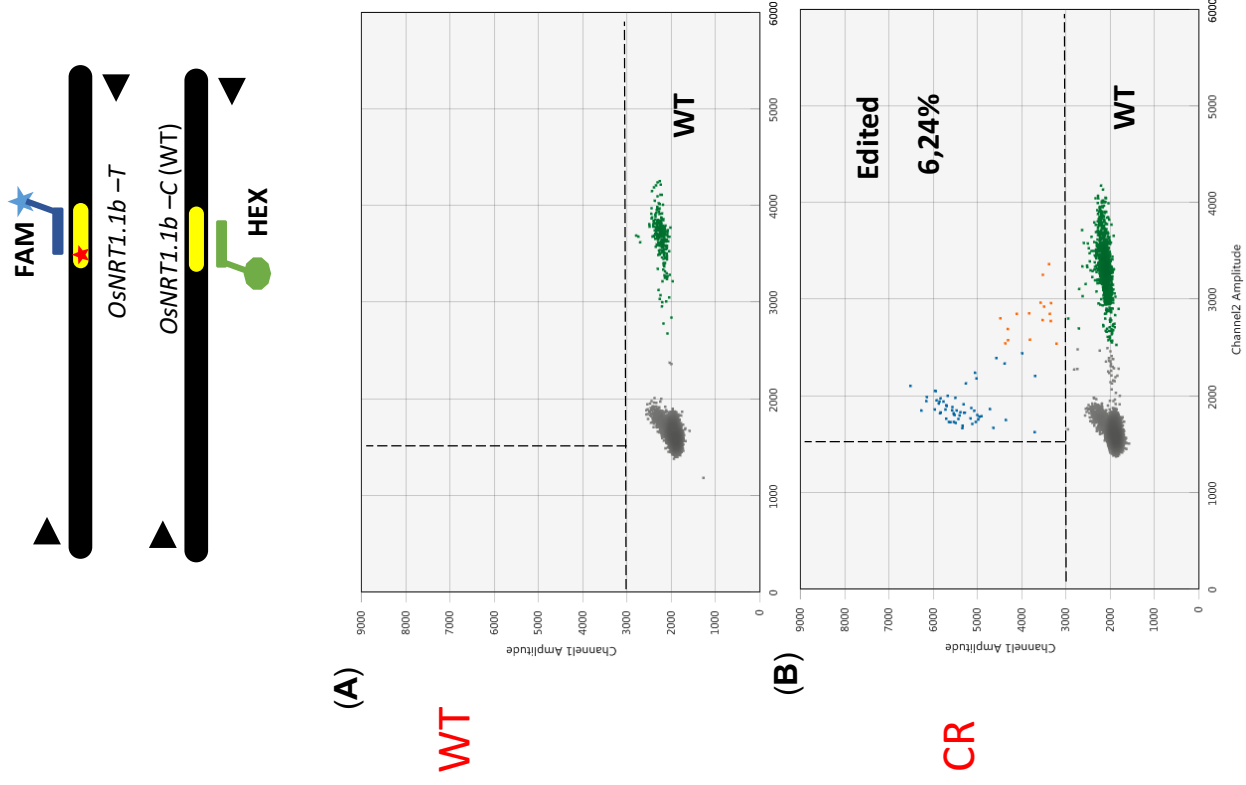 FAM
OsNRT1.1b –T
OsNRT1.1b –C (WT)
HEX
(A)
WT
9000
8000
7000
6000
5000
4000
3000
2000
1000
0
Channel1 Amplitude
0
1000
2000
3000
4000
5000
6000
WT
(B)
CR
9000
8000
7000
6000
5000
4000
3000
2000
1000
0
Channel1 Amplitude
0
1000
2000
3000
4000
5000
6000
Channel2 Amplitude
Edited
6,24%
WT